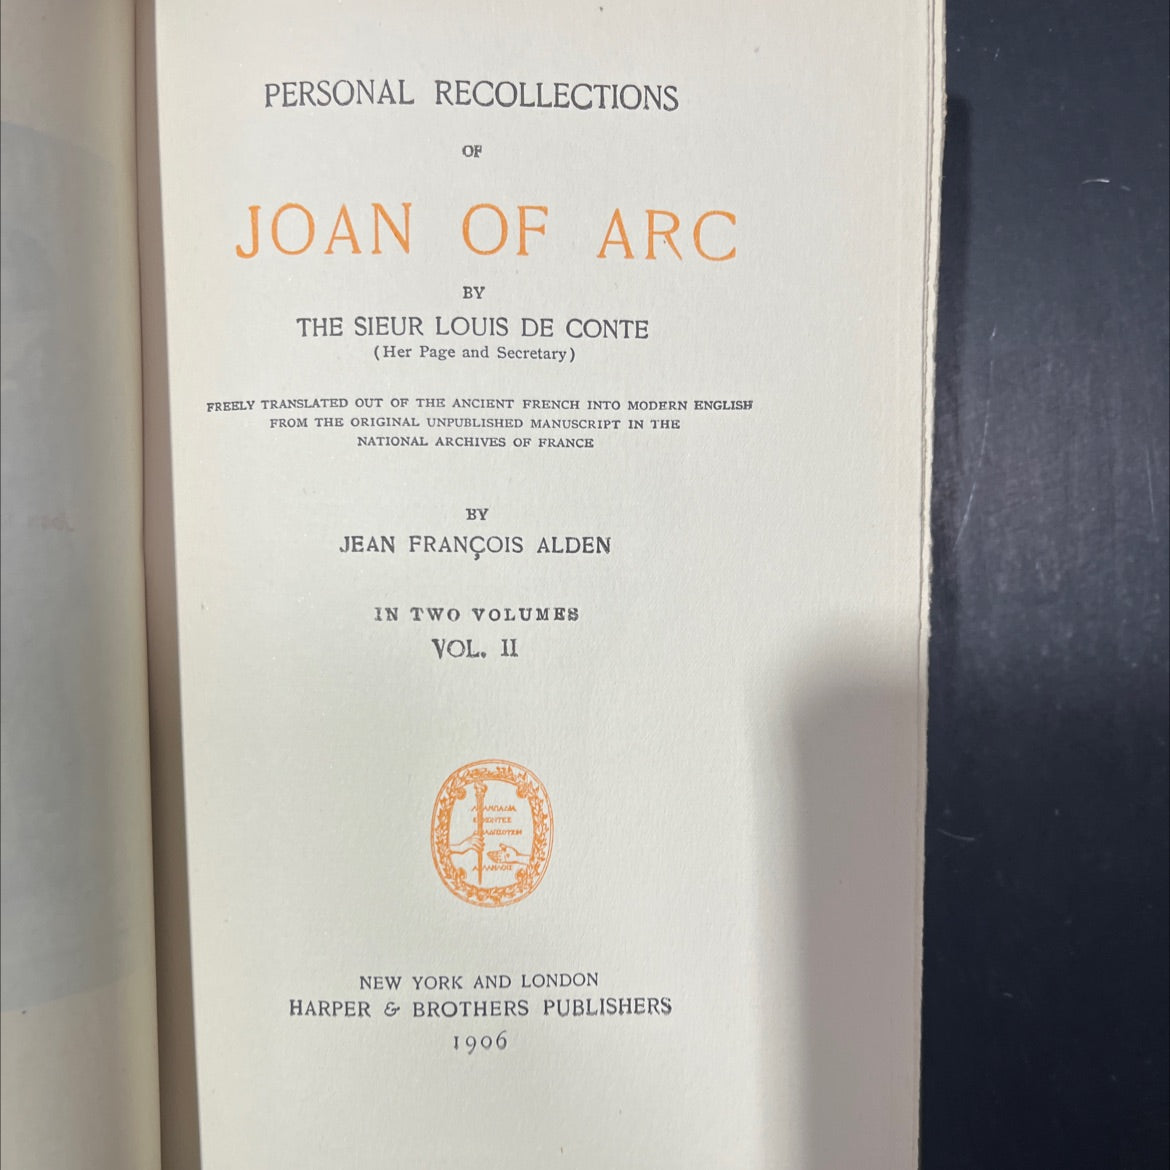 PERSONAL RECOLLECTIONS
OF
JOAN OF ARC
BY
THE SIEUR LOUIS DE CONTE
(Her Page and Secretary)
FREELY TRANSLATED OUT OF THE ANCIENT FRENCH INTO MODERN ENGLISH
FROM THE ORIGINAL UNPUBLISHED MANUSCRIPT IN THE
NATIONAL ARCHIVES OF FRANCE
BY
JEAN FRANÇOIS ALDEN
IN TWO VOLUMES
VOL. II
NEW YORK AND LONDON
HARPER & BROTHERS PUBLISHERS
1906